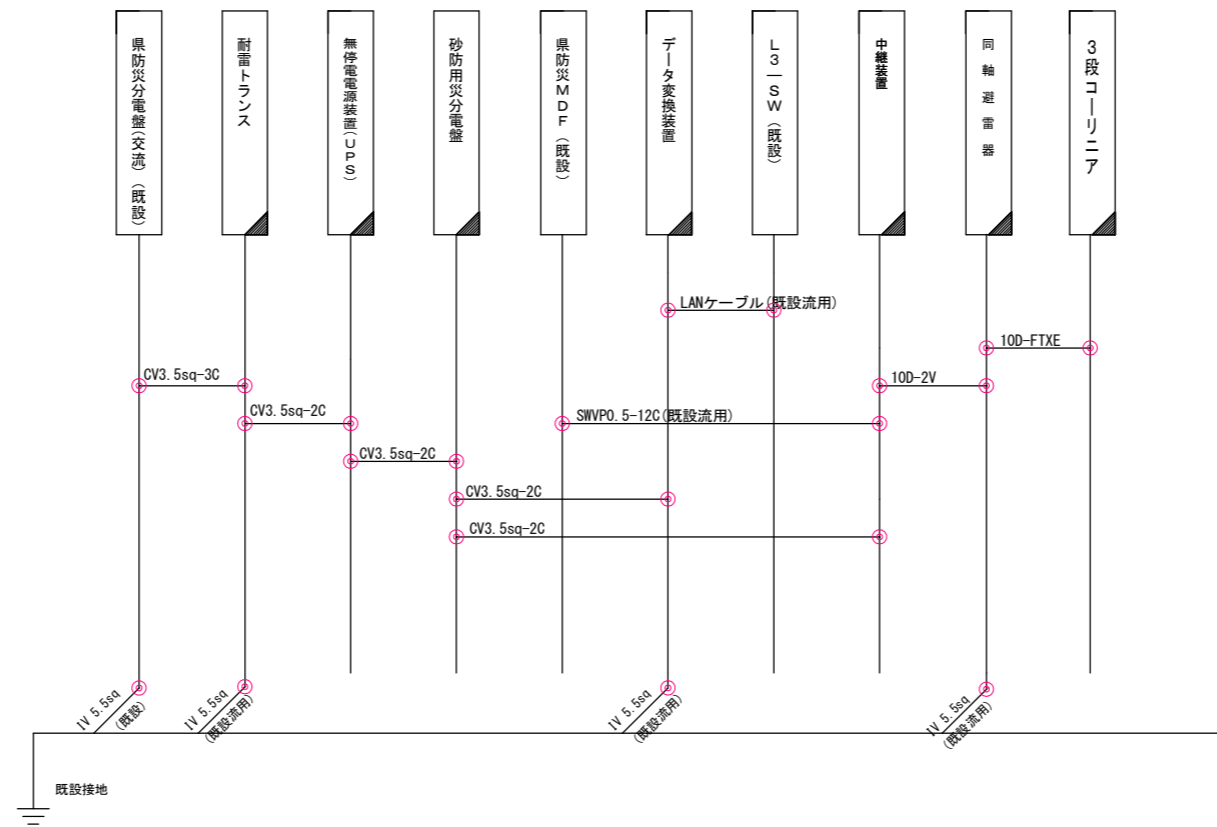 県防災分電盤(交流)(既設)
耐雷トランス
無停電電源装置(UPS)
砂防用災分電盤
県防災MDF(既設)
データ変換装置
L3―SW(既設)
中継装置
同軸避雷器
3段コーリニア
LANケーブル(既設流用)
10D-FTXE
CV3.5sq-3C
10D-2V
CV3.5sq-2C
SWVP0.5-12C(既設流用)
CV3.5sq-2C
CV3.5sq-2C
CV3.5sq-2C
IV 5.5sq
(既設)
IV 5.5sq
(既設流用)
IV 5.5sq
(既設流用)
IV 5.5sq
(既設流用)
既設接地